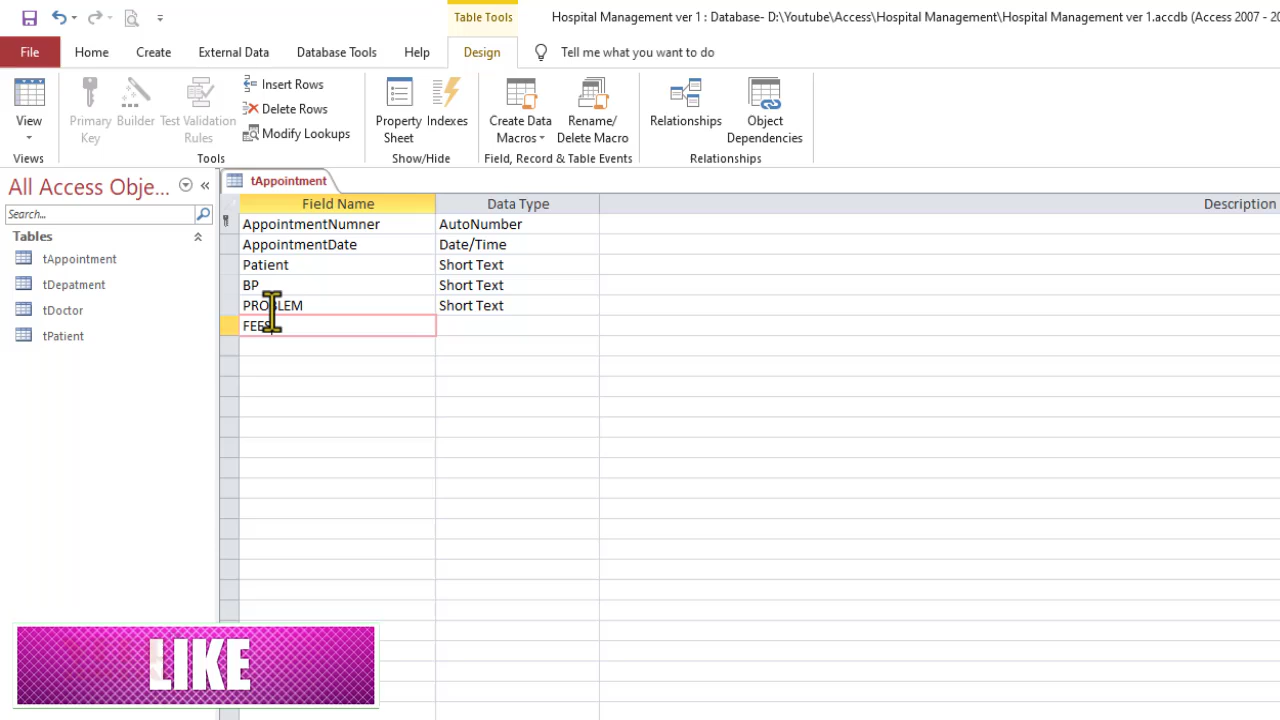 Table Tools
Hospital Management ver 1 : Database- D:\Youtube\Access\Hospital Management\Hospital Management ver 1.accdb (Access 2007 - 20
File Home Create External Data Database Tools Help Design Tell me what you want to do
View
Primary Key
Builder
Test Validation Rules
Insert Rows
Delete Rows
Modify Lookups
Property Sheet
Indexes
Create Data Macros
Rename/ Delete Macro
Relationships
Object Dependencies
Views Tools Show/Hide Field, Record & Table Events Relationships
All Access Obje...
Search...
Tables
tAppointment
tDepatment
tDoctor
tPatient
tAppointment
Field Name Data Type Description
AppointmentNumner AutoNumber
AppointmentDate Date/Time
Patient Short Text
BP Short Text
PROBLEM Short Text
FEES
LIKE